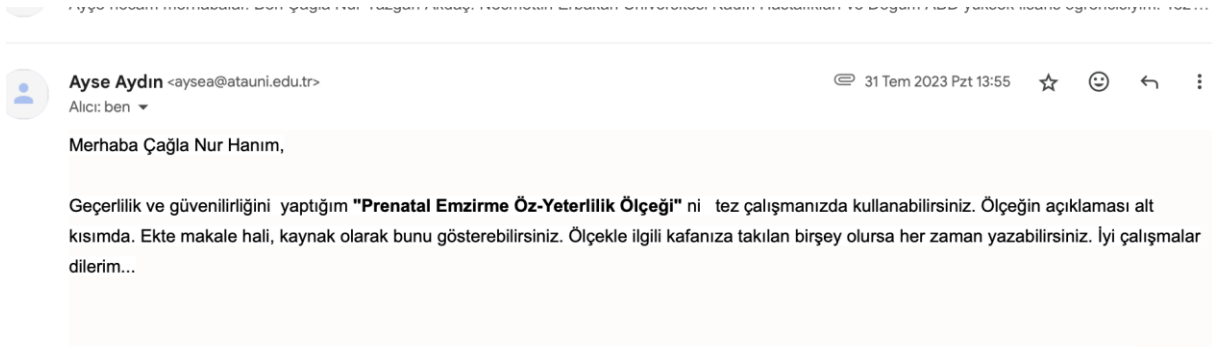 Ayse Aydın <aysea@atauni.edu.tr>
31 Tem 2023 Pzt 13:55
Alıcı: ben
Merhaba Çağla Nur Hanım,
Geçerlilik ve güvenilirliğini yaptığım "Prenatal Emzirme Öz-Yeterlilik Ölçeği" ni tez çalışmanızda kullanabilirsiniz. Ölçeğin açıklaması alt
kısımda. Ekte makale hali, kaynak olarak bunu gösterebilirsiniz. Ölçekle ilgili kafanıza takılan birşey olursa her zaman yazabilirsiniz. İyi çalışmalar
dilerim...